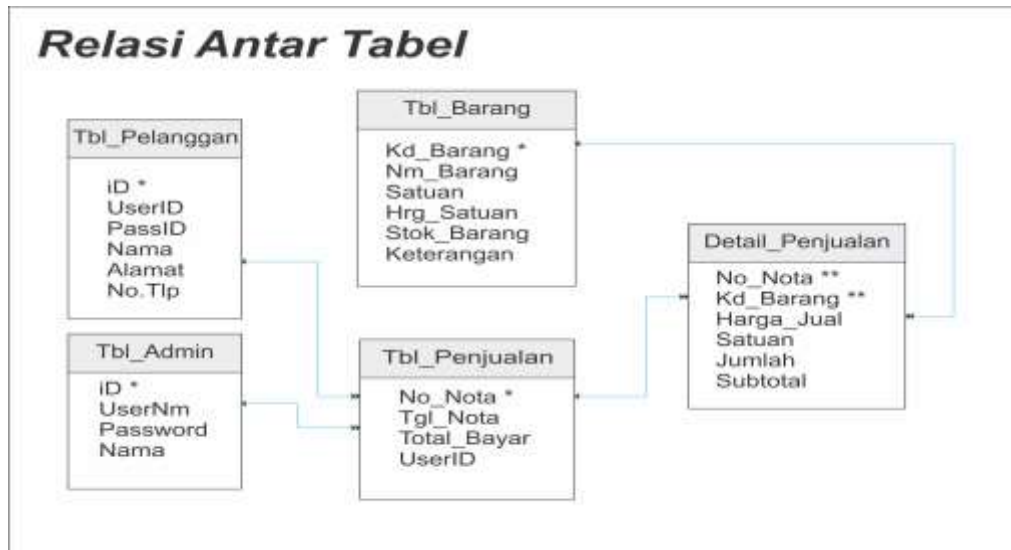 Relasi Antar Tabel
Tbl_Pelanggan
iD *
UserID
PassID
Nama
Alamat
No.Tlp
Tbl_Barang
Kd_Barang *
Nm_Barang
Satuan
Hrg_Satuan
Stok_Barang
Keterangan
Detail_Penjualan
No_Nota **
Kd_Barang **
Harga_Jual
Satuan
Jumlah
Subtotal
Tbl_Admin
iD *
UserNm
Password
Nama
Tbl_Penjualan
No_Nota *
Tgl_Nota
Total_Bayar
UserID